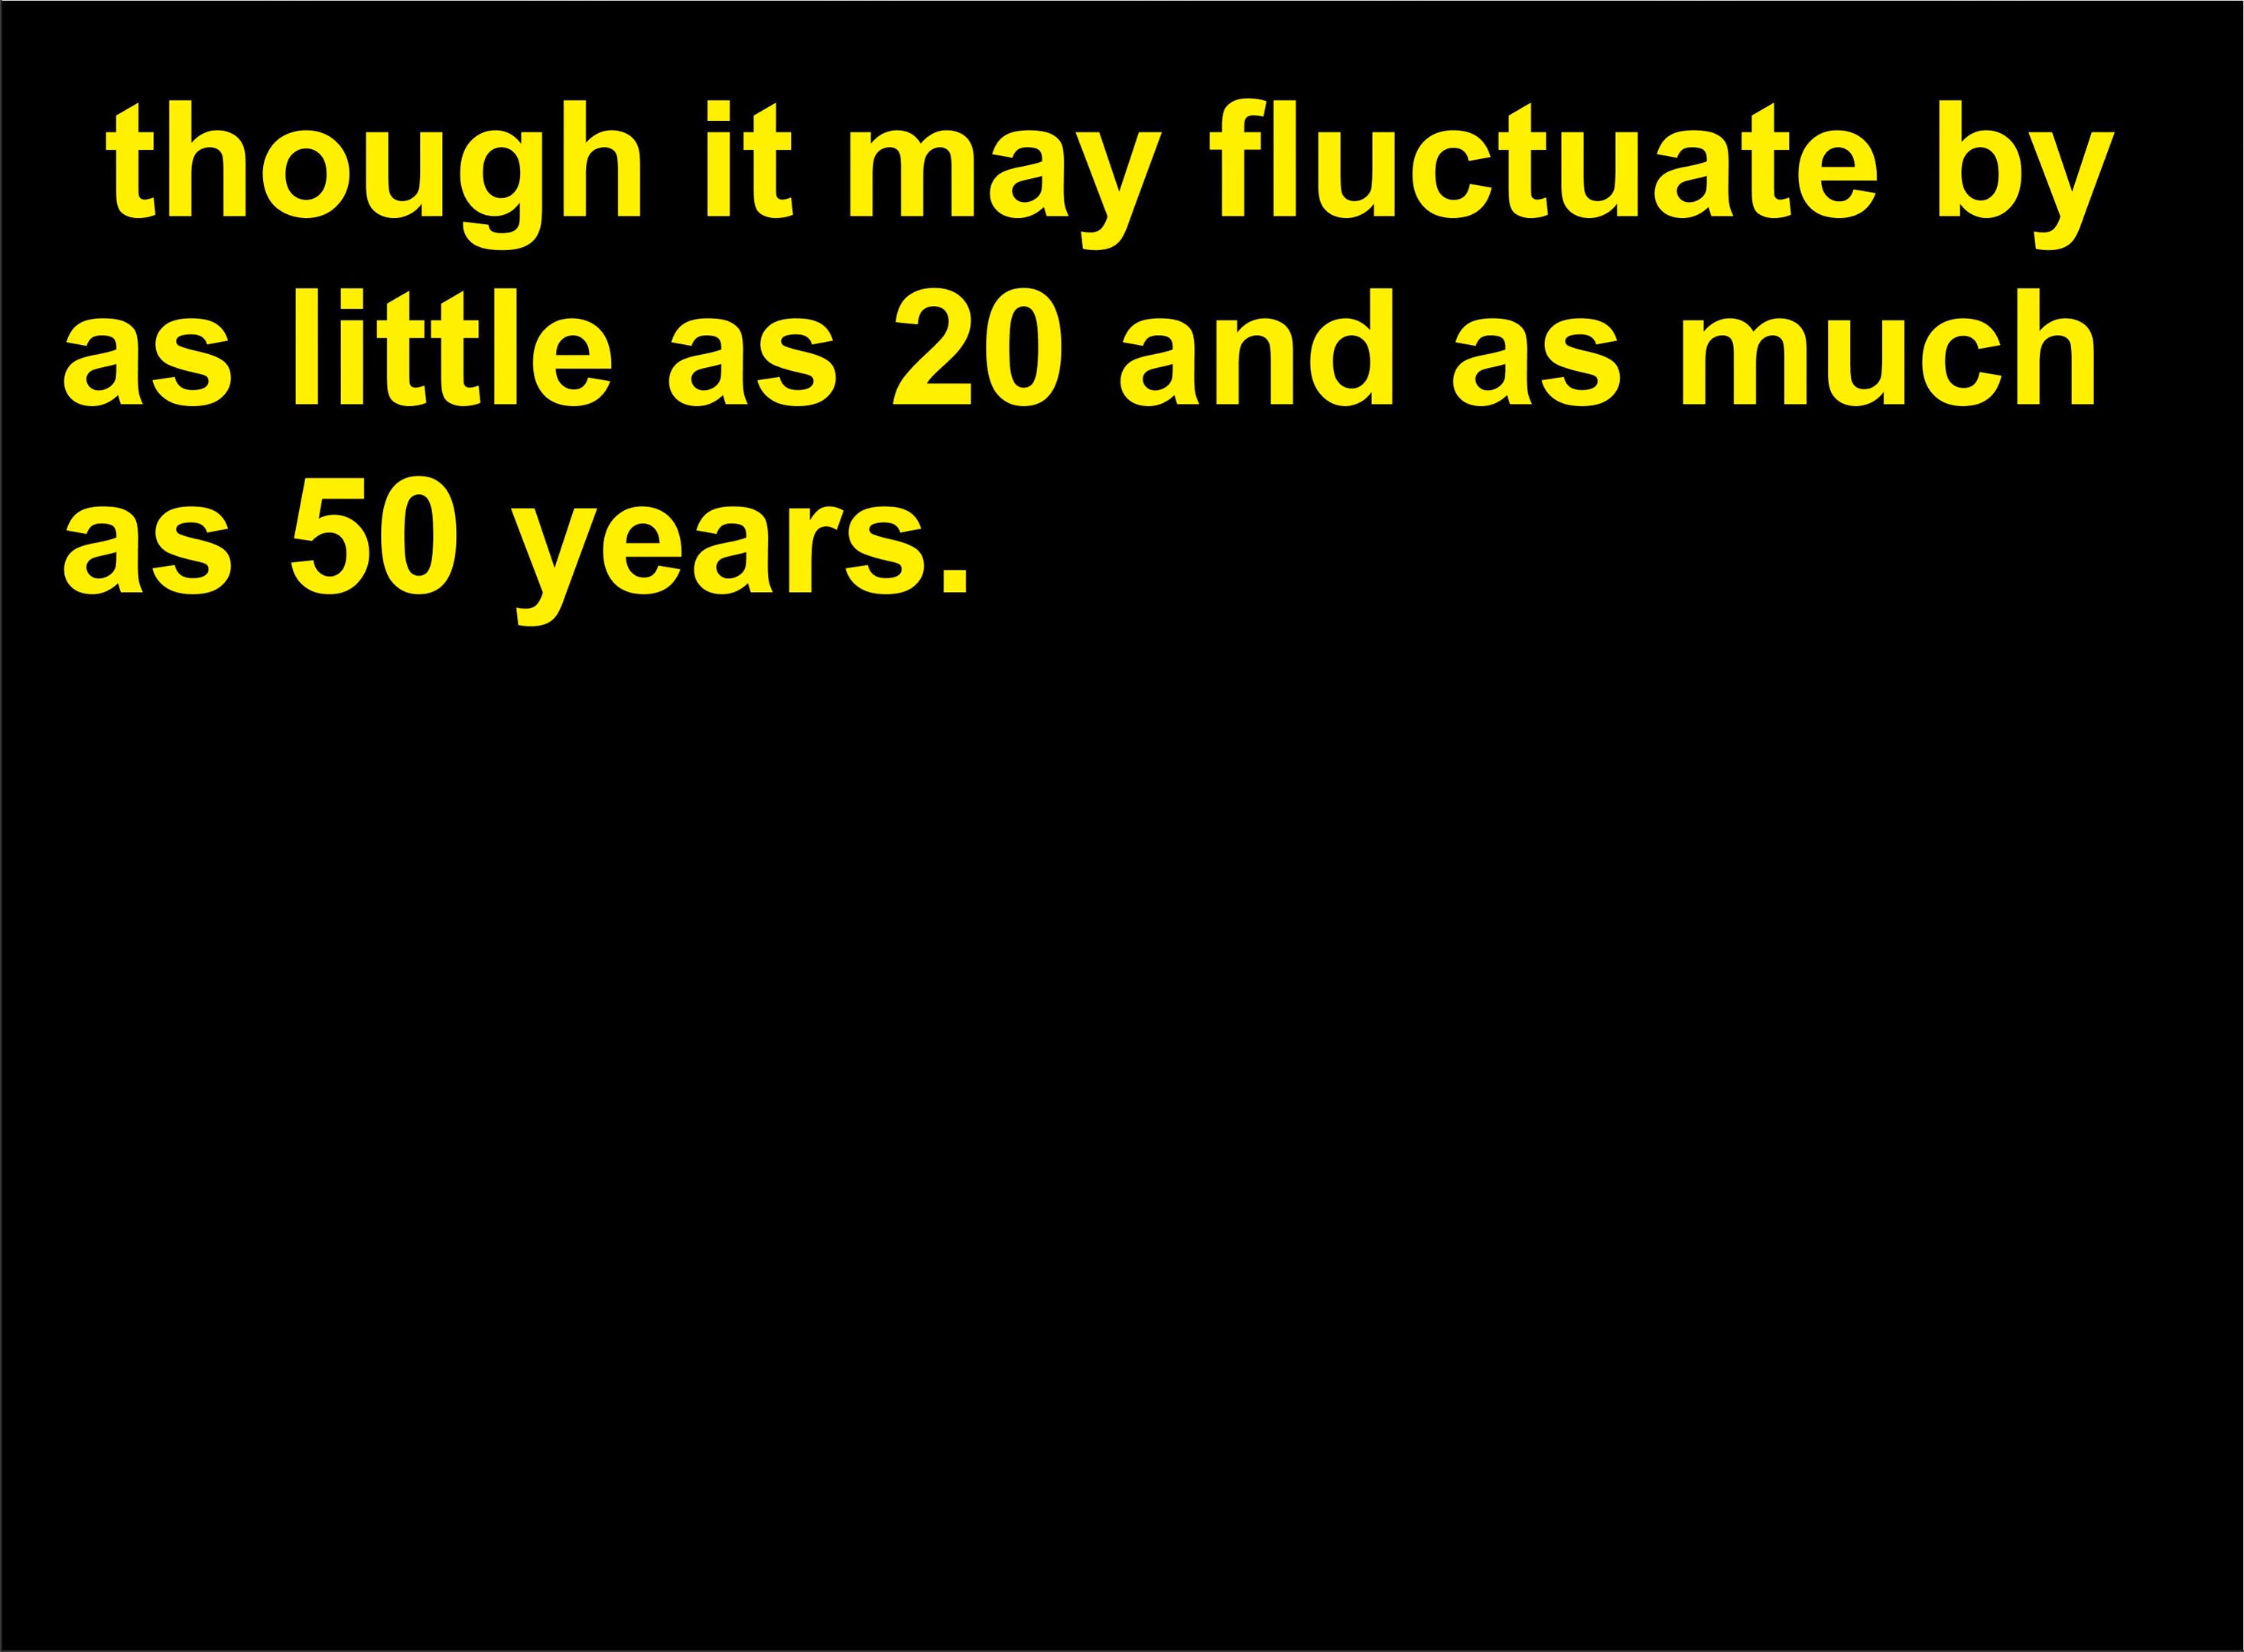 though it may fluctuate by
as little as 20 and as much
as 50 years.